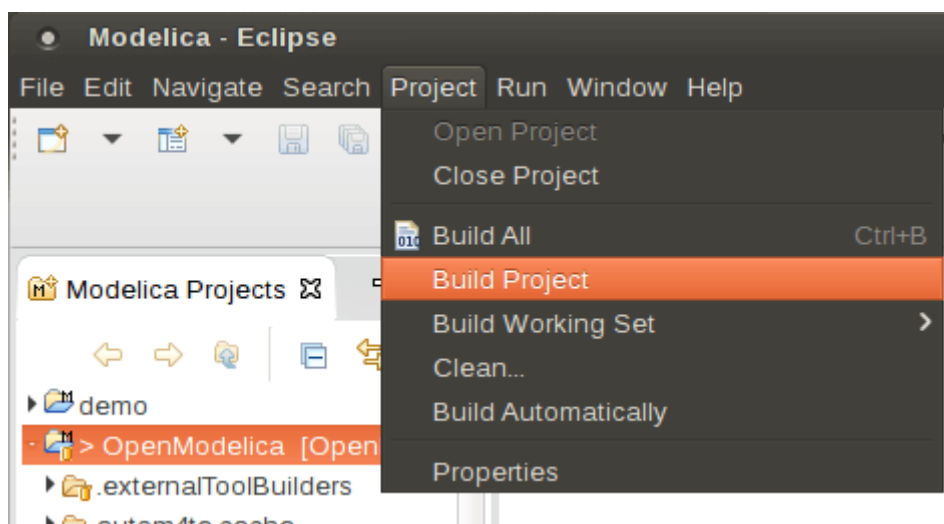 Modelica - Eclipse
File Edit Navigate Search Project Run Window Help
Open Project
Close Project
010
Build All Ctrl+B
Build Project
Build Working Set
Clean...
Build Automatically
Properties
Modelica Projects
demo
> OpenModelica [Open
.externalToolBuilders